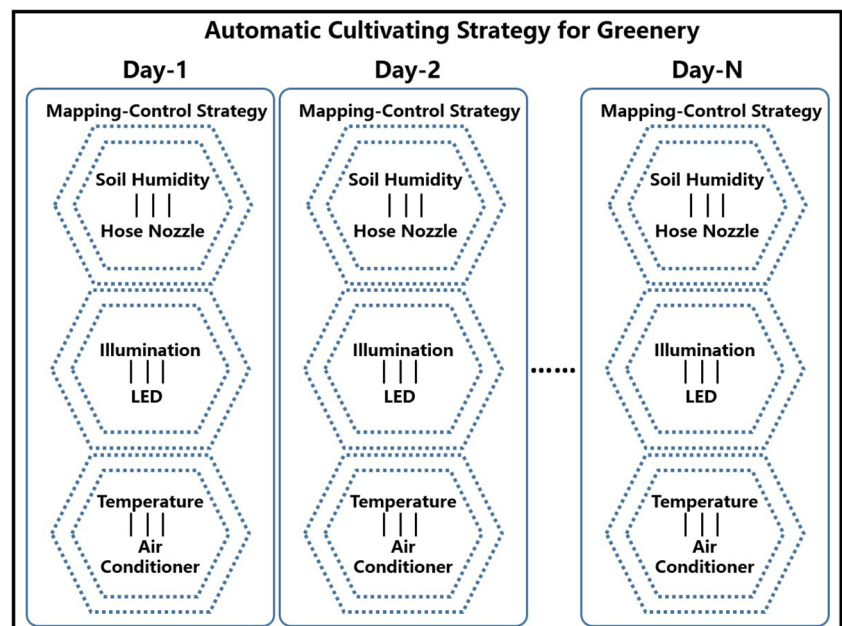 Automatic Cultivating Strategy for Greenery
Day-1
Mapping-Control Strategy
Soil Humidity
Hose Nozzle
Illumination
LED
Temperature
Air
Conditioner
Day-2
Mapping-Control Strategy
Soil Humidity
Hose Nozzle
Illumination
LED
Temperature
Air
Conditioner
......
Day-N
Mapping-Control Strategy
Soil Humidity
Hose Nozzle
Illumination
LED
Temperature
Air
Conditioner